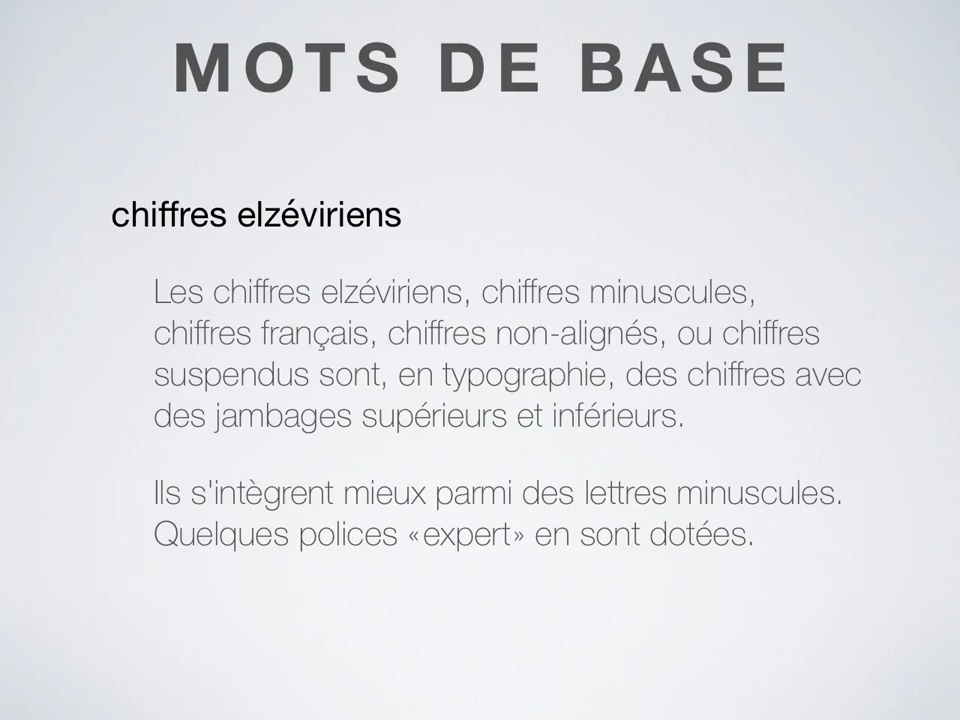 MOTS DE BASE
chiffres elzéviriens
Les chiffres elzéviriens, chiffres minuscules,
chiffres français, chiffres non-alignés, ou chiffres
suspendus sont, en typographie, des chiffres avec
des jambages supérieurs et inférieurs.
Ils s'intègrent mieux parmi des lettres minuscules.
Quelques polices «expert» en sont dotées.